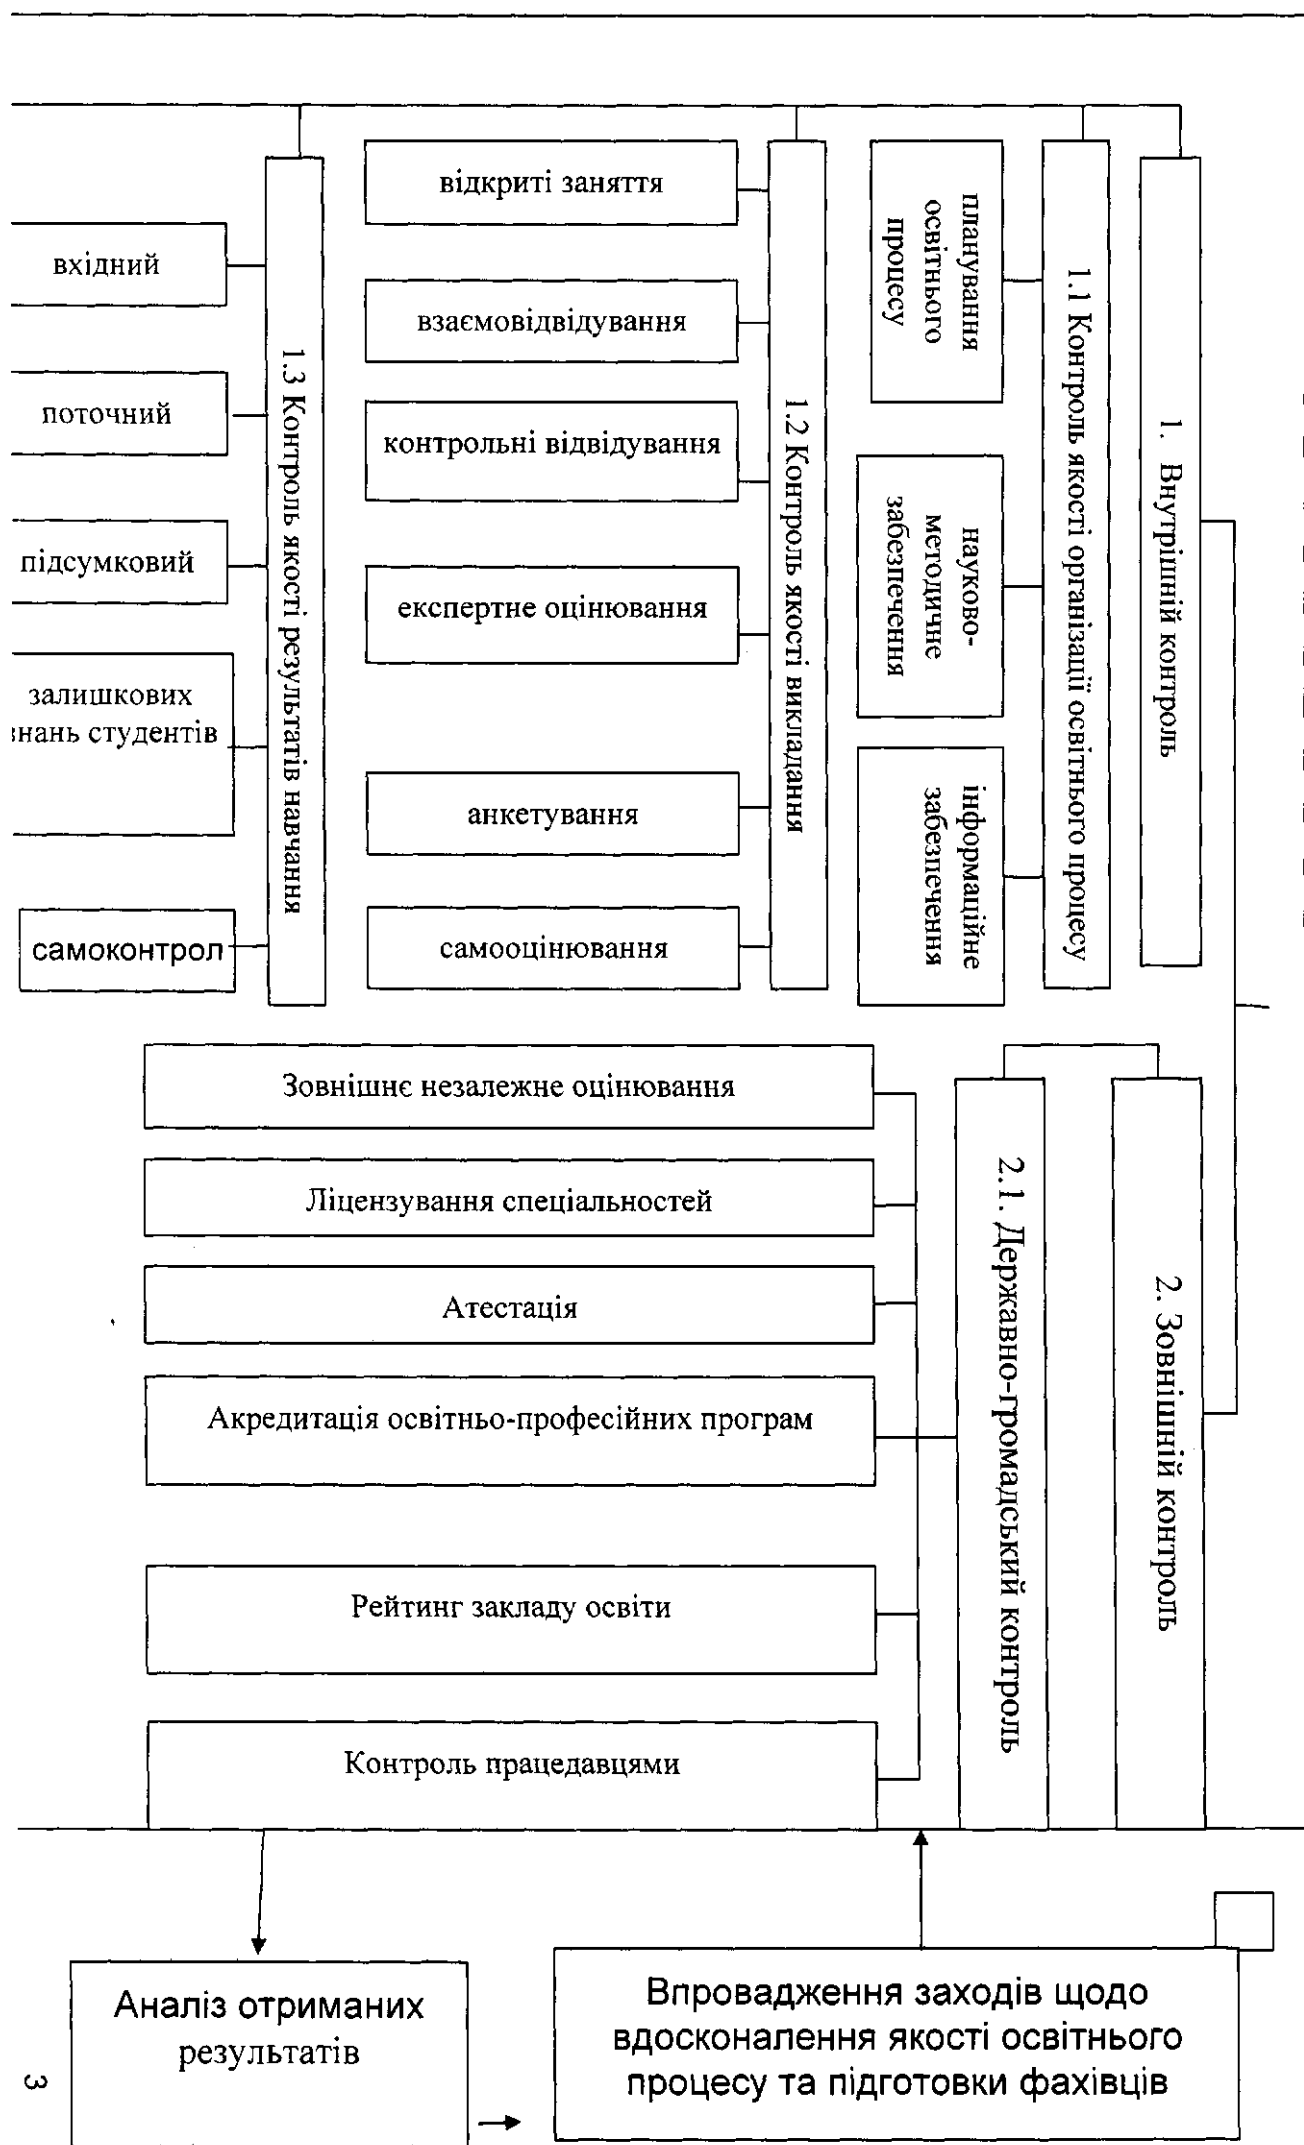 1. Внутрішній контроль
1.1 Контроль якості організації освітнього процесу
планування
освітнього
процесу
науково-
методичне
забезпечення
інформаційне
забезпечення
1.2 Контроль якості викладання
відкриті заняття
взаємовідвідування
контрольні відвідування
експертне оцінювання
анкетування
самооцінювання
1.3 Контроль якості результатів навчання
вхідний
поточний
підсумковий
залишкових
знань студентів
самоконтрол
2. Зовнішній контроль
2.1. Державно-громадський контроль
Зовнішнє незалежне оцінювання
Ліцензування спеціальностей
Атестація
Акредитація освітньо-професійних програм
Рейтинг закладу освіти
Контроль працедавцями
Аналіз отриманих
результатів
Впровадження заходів щодо
вдосконалення якості освітнього
процесу та підготовки фахівців
3